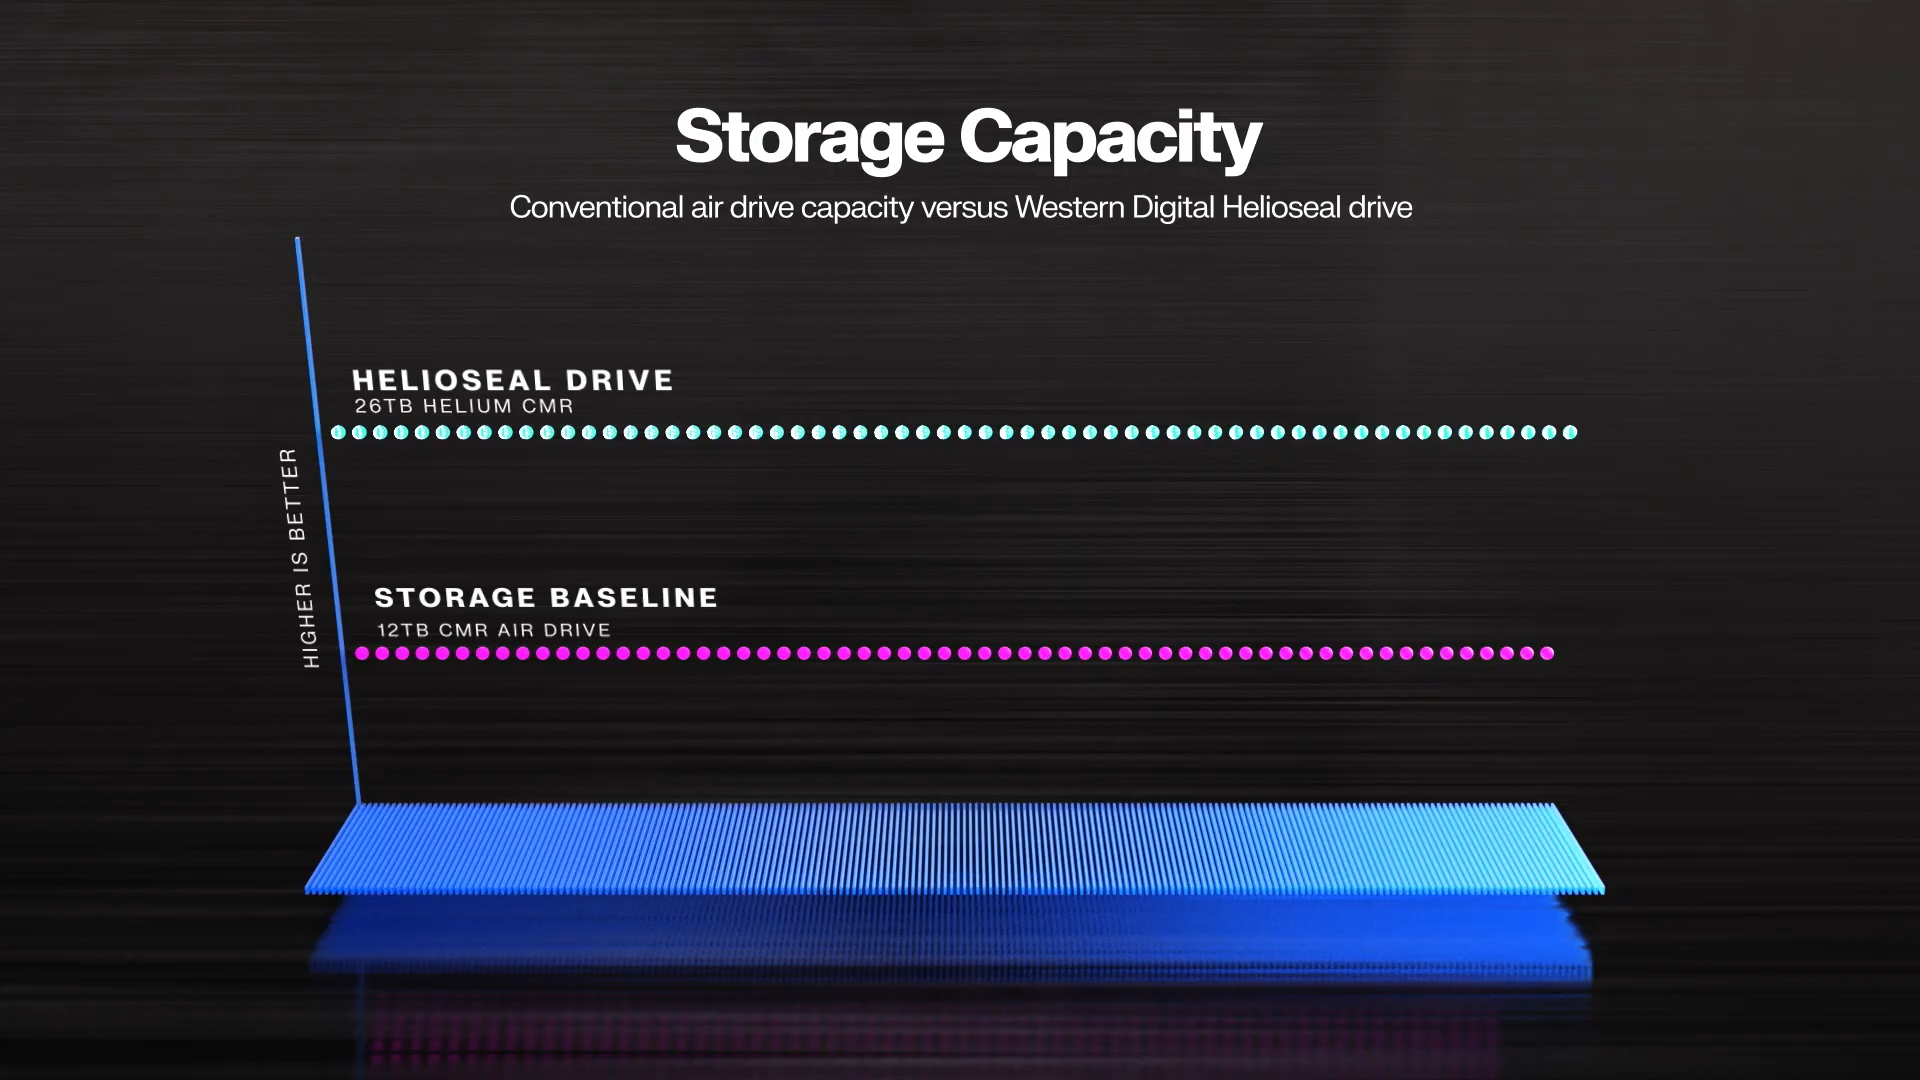 Storage Capacity
Conventional air drive capacity versus Western Digital Helioseal drive
HELIOSEAL DRIVE
26TB HELIUM CMR
HIGHER IS BETTER
STORAGE BASELINE
12TB CMR AIR DRIVE